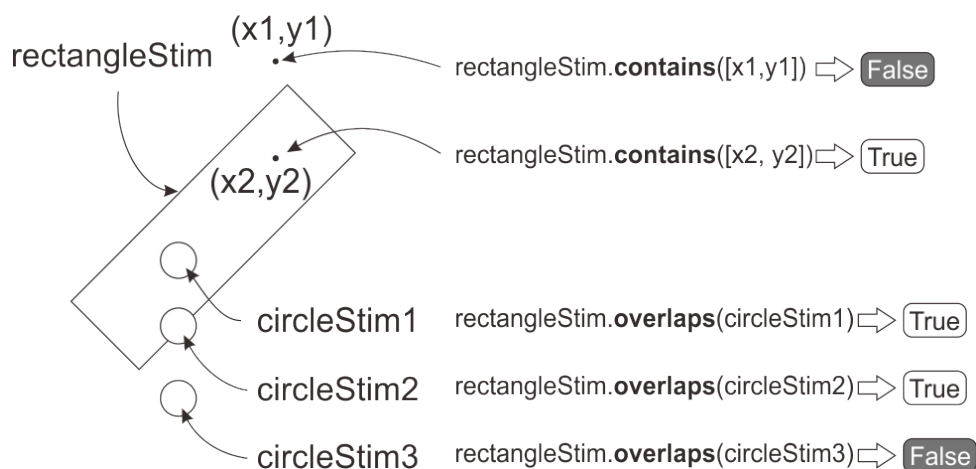 (x1,y1)
rectangleStim
rectangleStim.contains([x1,y1]) False
rectangleStim.contains([x2, y2]) True
(x2,y2)
circleStim1 rectangleStim.overlaps(circleStim1) True
circleStim2 rectangleStim.overlaps(circleStim2) True
circleStim3 rectangleStim.overlaps(circleStim3) False